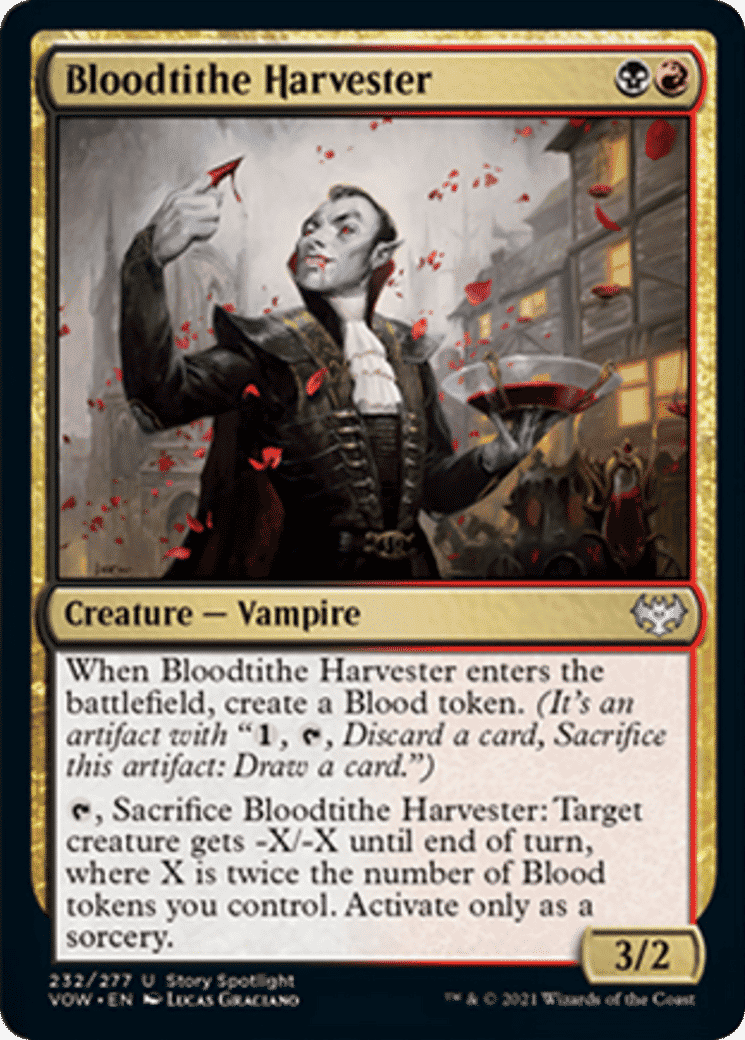 Bloodtithe Harvester
Creature — Vampire
When Bloodtithe Harvester enters the
battlefield, create a Blood token. (It's an
artifact with "1, , Discard a card, Sacrifice
this artifact: Draw a card.")
, Sacrifice Bloodtithe Harvester: Target
creature gets -X/-X until end of turn,
where X is twice the number of Blood
tokens you control. Activate only as a
sorcery.
3/2
232/277 U Story Spotlight
VOW • EN Lucas Graciano
™ & © 2021 Wizards of the Coast